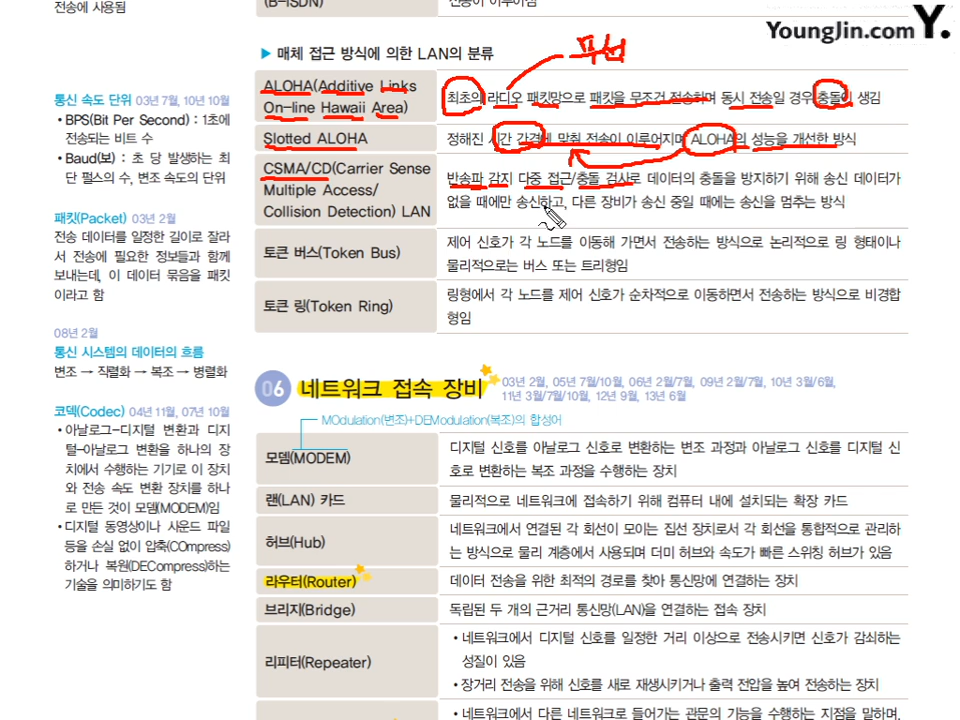 전송에 사용됨
(B-ISDN)
전송이 이루어짐
YoungJin.com Y.
▶ 매체 접근 방식에 의한 LAN의 분류
무선
ALOHA(Additive Links
On-line Hawaii Area)
최초의 라디오 패킷망으로 패킷을 무조건 전송하며 동시 전송일 경우 충돌이 생김
Slotted ALOHA
정해진 시간 간격에 맞춰 전송이 이루어지며 ALOHA의 성능을 개선한 방식
CSMA/CD(Carrier Sense
Multiple Access/
Collision Detection) LAN
반송파 감지 다중 접근/충돌 검사로 데이터의 충돌을 방지하기 위해 송신 데이터가
없을 때에만 송신하고, 다른 장비가 송신 중일 때에는 송신을 멈추는 방식
토큰 버스(Token Bus)
제어 신호가 각 노드를 이동해 가면서 전송하는 방식으로 논리적으로 링 형태이나
물리적으로는 버스 또는 트리형임
토큰 링(Token Ring)
링형에서 각 노드를 제어 신호가 순차적으로 이동하면서 전송하는 방식으로 비경합
형임
통신 속도 단위 03년 7월, 10년 10월
• BPS(Bit Per Second) : 1초에
전송되는 비트 수
• Baud(보) : 초 당 발생하는 최
단 펄스의 수, 변조 속도의 단위
패킷(Packet) 03년 2월
전송 데이터를 일정한 길이로 잘라
서 전송에 필요한 정보들과 함께
보내는데, 이 데이터 묶음을 패킷
이라고 함
08년 2월
통신 시스템의 데이터의 흐름
변조 → 직렬화 → 복조 → 병렬화
코덱(Codec) 04년 11월, 07년 10월
• 아날로그-디지털 변환과 디지
털-아날로그 변환을 하나의 장
치에서 수행하는 기기로 이 장치
와 전송 속도 변환 장치를 하나
로 만든 것이 모뎀(MODEM)임
• 디지털 동영상이나 사운드 파일
등을 손실 없이 압축(COmpress)
하거나 복원(DECompress)하는
기술을 의미하기도 함
06 네트워크 접속 장비
03년 2월, 05년 7월/10월, 06년 2월/7월, 09년 2월/7월, 10년 3월/6월,
11년 3월/7월/10월, 12년 9월, 13년 6월
MOdulation(변조)+DEModulation(복조)의 합성어
모뎀(MODEM)
디지털 신호를 아날로그 신호로 변환하는 변조 과정과 아날로그 신호를 디지털 신
호로 변환하는 복조 과정을 수행하는 장치
랜(LAN) 카드
물리적으로 네트워크에 접속하기 위해 컴퓨터 내에 설치되는 확장 카드
허브(Hub)
네트워크에서 연결된 각 회선이 모이는 집선 장치로서 각 회선을 통합적으로 관리하
는 방식으로 물리 계층에서 사용되며 더미 허브와 속도가 빠른 스위칭 허브가 있음
라우터(Router)
데이터 전송을 위한 최적의 경로를 찾아 통신망에 연결하는 장치
브리지(Bridge)
독립된 두 개의 근거리 통신망(LAN)을 연결하는 접속 장치
리피터(Repeater)
• 네트워크에서 디지털 신호를 일정한 거리 이상으로 전송시키면 신호가 감쇠하는
성질이 있음
• 장거리 전송을 위해 신호를 새로 재생시키거나 출력 전압을 높여 전송하는 장치
• 네트워크에서 다른 네트워크로 들어가는 관문의 기능을 수행하는 지점을 말하며,